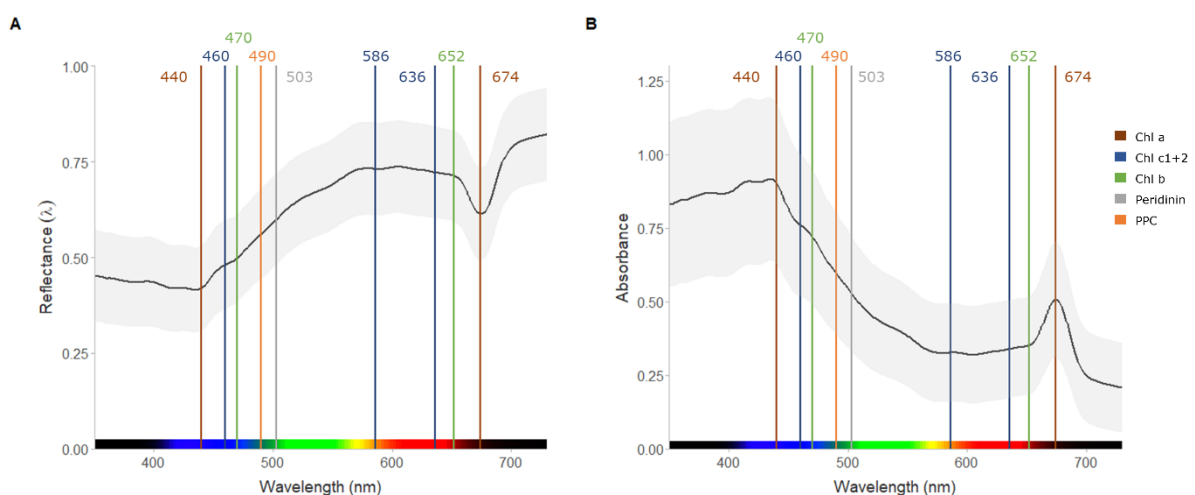 A
470
460 490 586 652
440 503 636 674
1.00
0.75
0.50
0.25
0.00
Reflectance (λ)
400 500 600 700
Wavelength (nm)
B
470
460 490 586 652
440 503 636 674
1.25
1.00
0.75
0.50
0.25
0.00
Absorbance
400 500 600 700
Wavelength (nm)
Chl a
Chl c1+2
Chl b
Peridinin
PPC